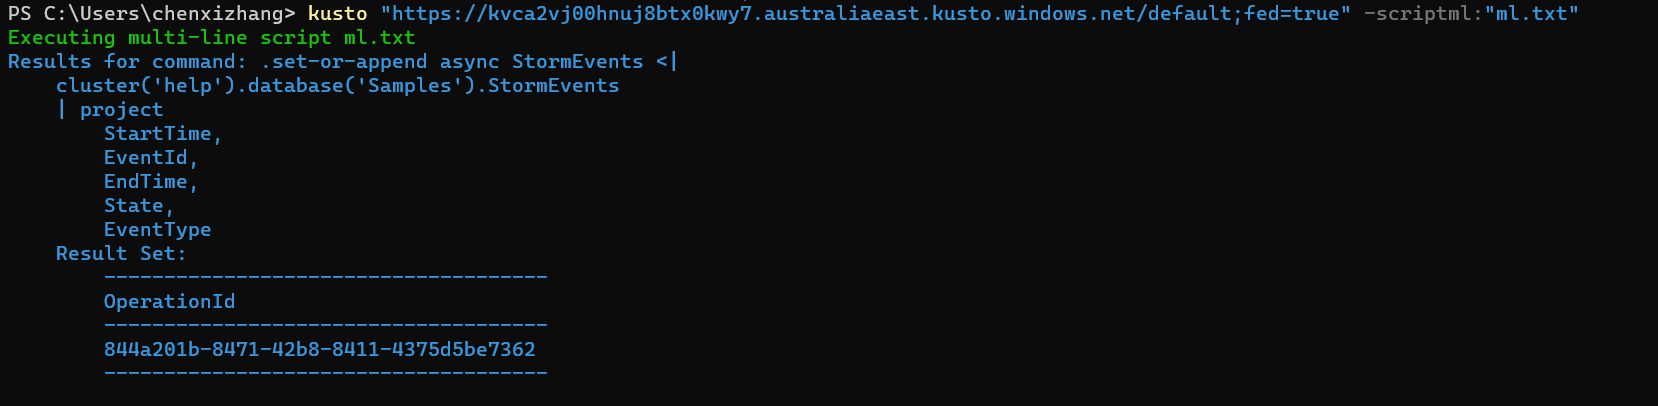 PS C:\Users\chenxizhang> kusto "https://kvca2vj00hnuj8btx0kwy7.australiaeast.kusto.windows.net/default;fed=true" -scriptml:"ml.txt"
Executing multi-line script ml.txt
Results for command: .set-or-append async StormEvents <|
    cluster('help').database('Samples').StormEvents
    | project
        StartTime,
        EventId,
        EndTime,
        State,
        EventType
    Result Set:
        -------------------------------------
        OperationId
        -------------------------------------
        844a201b-8471-42b8-8411-4375d5be7362
        -------------------------------------